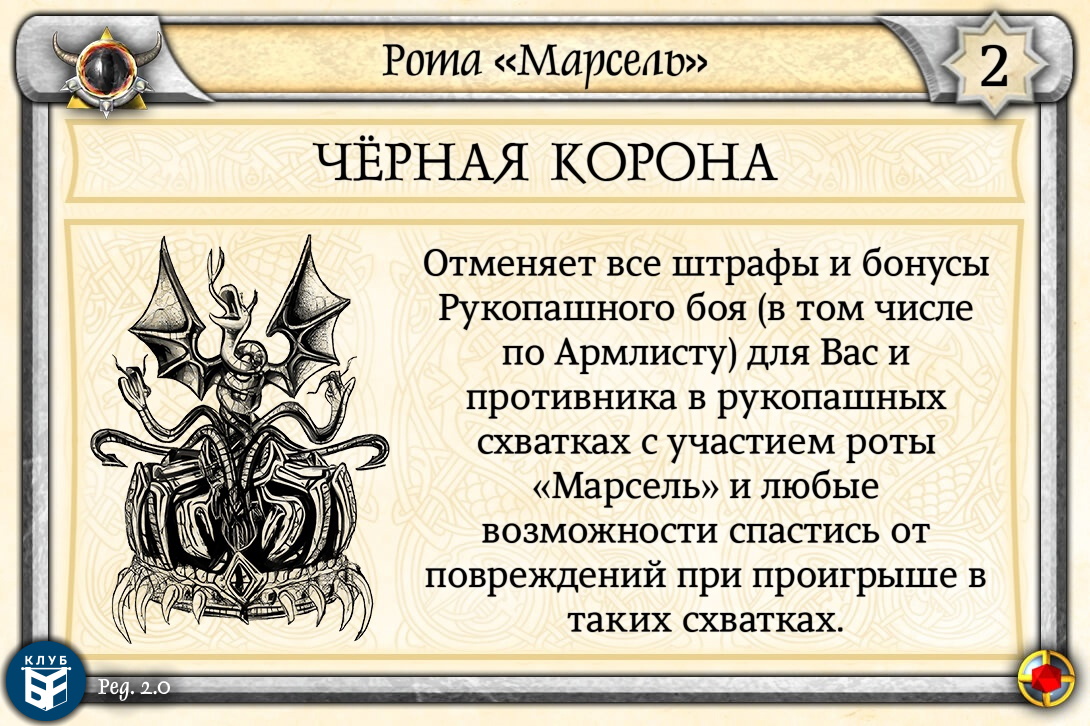 Рота «Марсель»
2
ЧЁРНАЯ КОРОНА
Отменяет все штрафы и бонусы
Рукопашного боя (в том числе
по Армлисту) для Вас и
противника в рукопашных
схватках с участием роты
«Марсель» и любые
возможности спастись от
повреждений при проигрыше в
таких схватках.
КЛУБ
Ред. 2.0